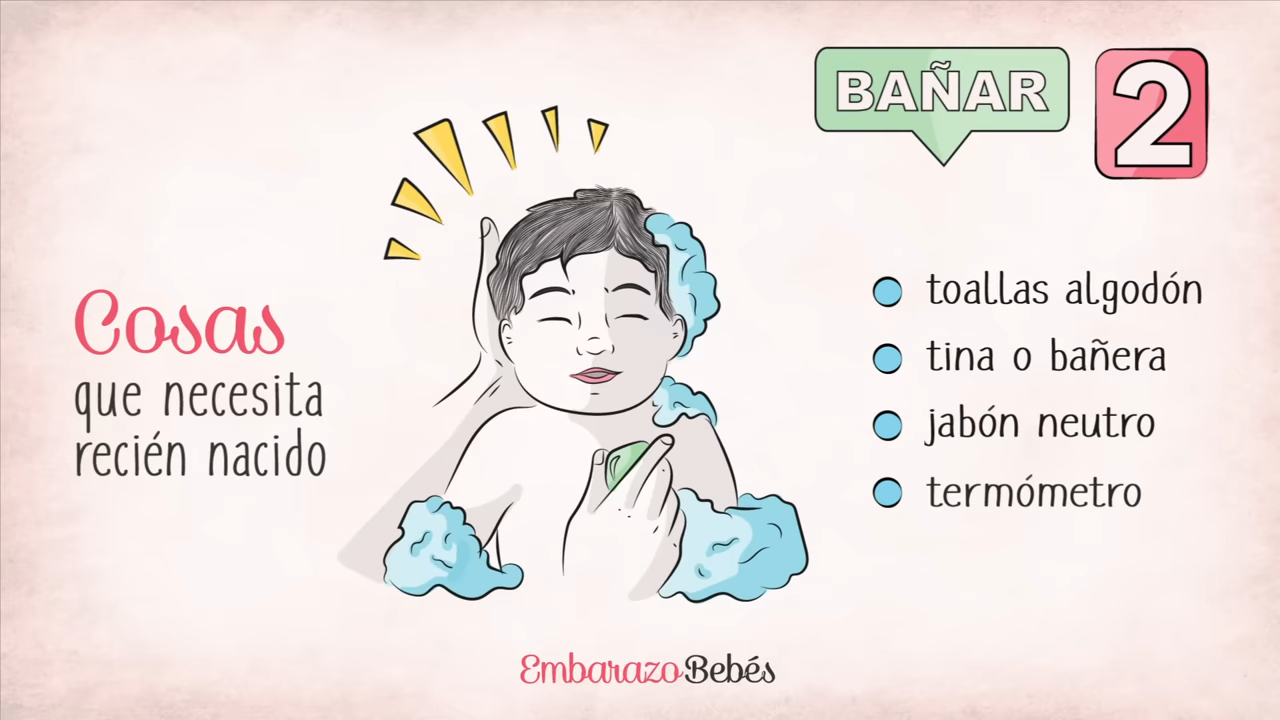 BAÑAR
2
Cosas
que necesita
recién nacido
toallas algodón
tina o bañera
jabón neutro
termómetro
EmbarazoBebés